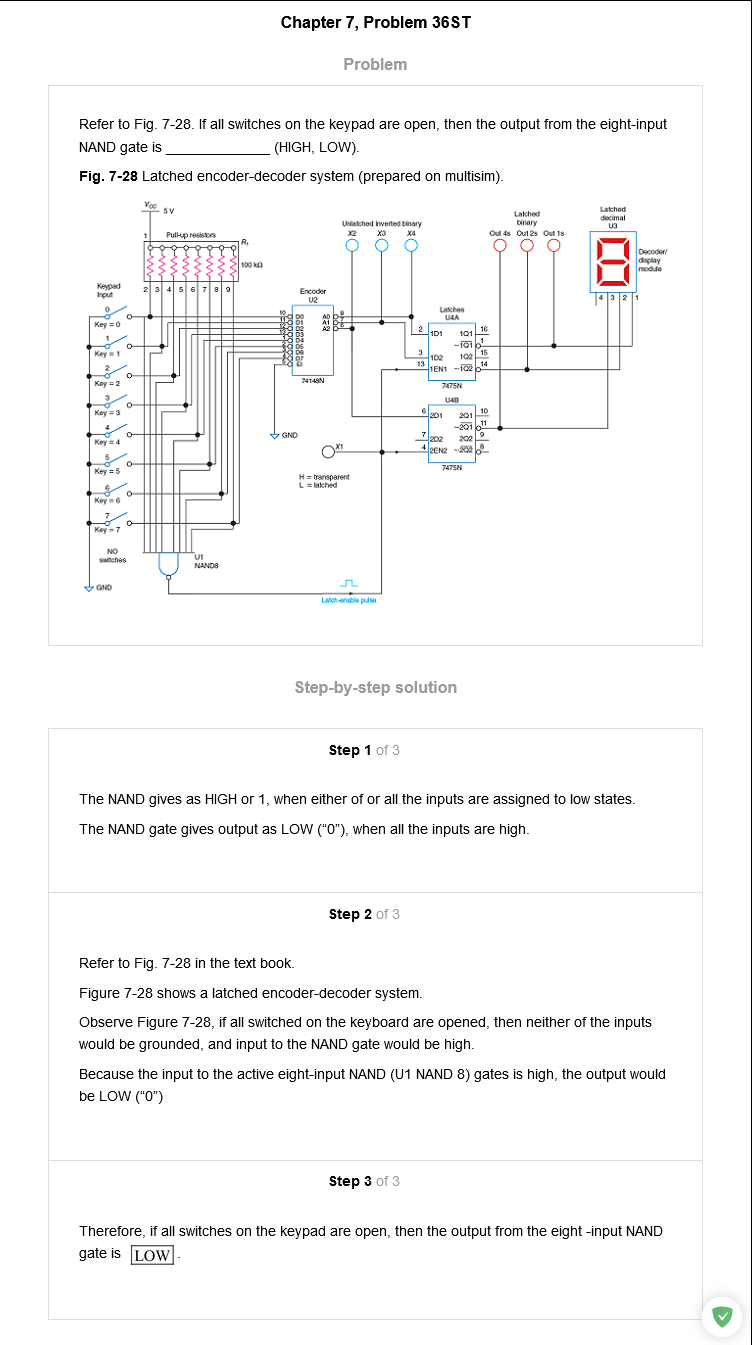 Chapter 7, Problem 36ST
Problem
Refer to Fig. 7-28. If all switches on the keypad are open, then the output from the eight-input
NAND gate is ______________ (HIGH, LOW).
Fig. 7-28 Latched encoder-decoder system (prepared on multisim).
Vcc 5 V
1 Pull-up resistors
R1
100 kΩ
2 3 4 5 6 7 8 9
Keypad
Input
0
Key = 0
1
Key = 1
2
Key = 2
3
Key = 3
4
Key = 4
5
Key = 5
6
Key = 6
7
Key = 7
NO
switches
GND
U1
NAND8
Encoder
U2
10
D0
D1
D2
D3
D4
D5
D6
D7
EI
A0
A1
A2
74148N
GND
Unlatched inverted binary
X2 X3 X4
X1
H = transparent
L = latched
Latch-enable pulse
Latches
U4A
2 1D1 1Q1 16
~1Q1 1
3 1D2 1Q2 15
13 1EN1 ~1Q2 14
7475N
U4B
6 2D1 2Q1 10
~2Q1 11
7 2D2 2Q2 9
4 2EN2 ~2Q2 8
7475N
Latched
binary
Out 4s Out 2s Out 1s
Latched
decimal
U3
8
Decoder/
display
module
4 3 2 1
Step-by-step solution
Step 1 of 3
The NAND gives as HIGH or 1, when either of or all the inputs are assigned to low states.
The NAND gate gives output as LOW (“0”), when all the inputs are high.
Step 2 of 3
Refer to Fig. 7-28 in the text book.
Figure 7-28 shows a latched encoder-decoder system.
Observe Figure 7-28, if all switched on the keyboard are opened, then neither of the inputs
would be grounded, and input to the NAND gate would be high.
Because the input to the active eight-input NAND (U1 NAND 8) gates is high, the output would
be LOW (“0”)
Step 3 of 3
Therefore, if all switches on the keypad are open, then the output from the eight -input NAND
gate is LOW .